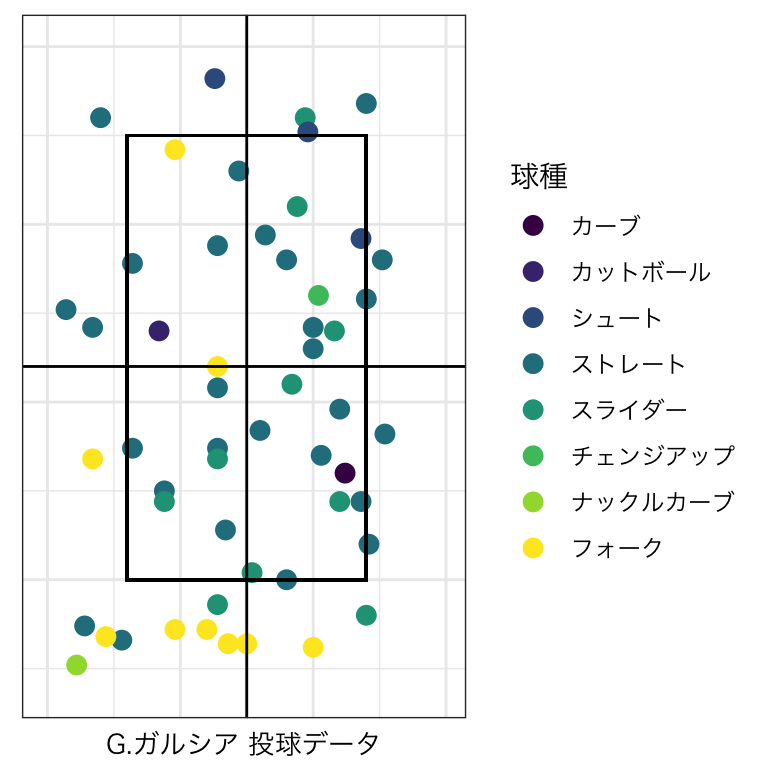 球種
カーブ
カットボール
シュート
ストレート
スライダー
チェンジアップ
ナックルカーブ
フォーク
G.ガルシア 投球データ